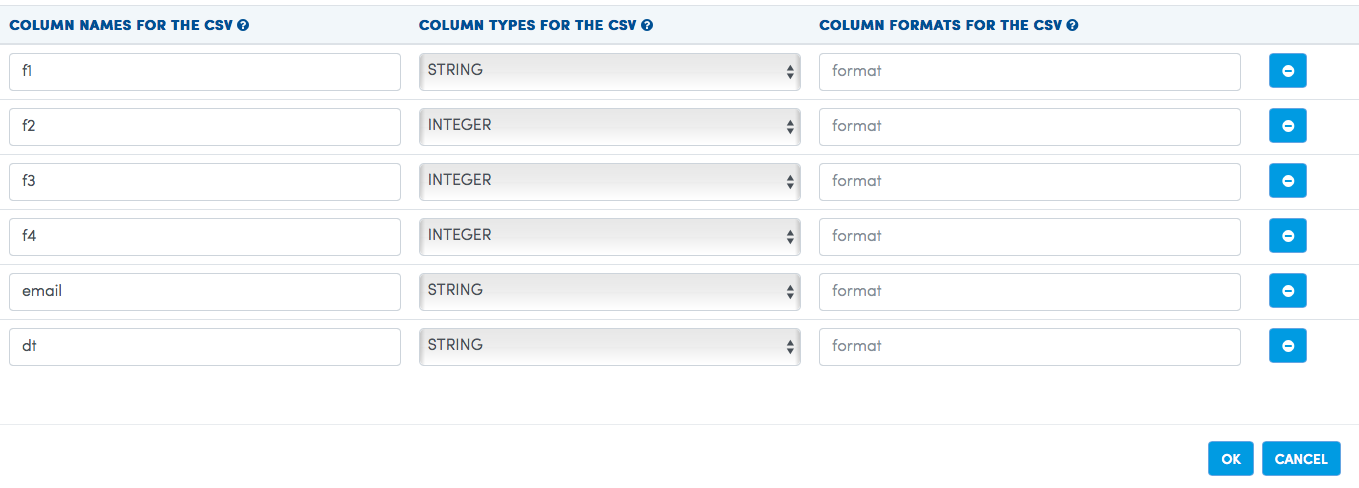 COLUMN NAMES FOR THE CSV ? COLUMN TYPES FOR THE CSV ? COLUMN FORMATS FOR THE CSV ?
f1 STRING format
f2 INTEGER format
f3 INTEGER format
f4 INTEGER format
email STRING format
dt STRING format
OK CANCEL